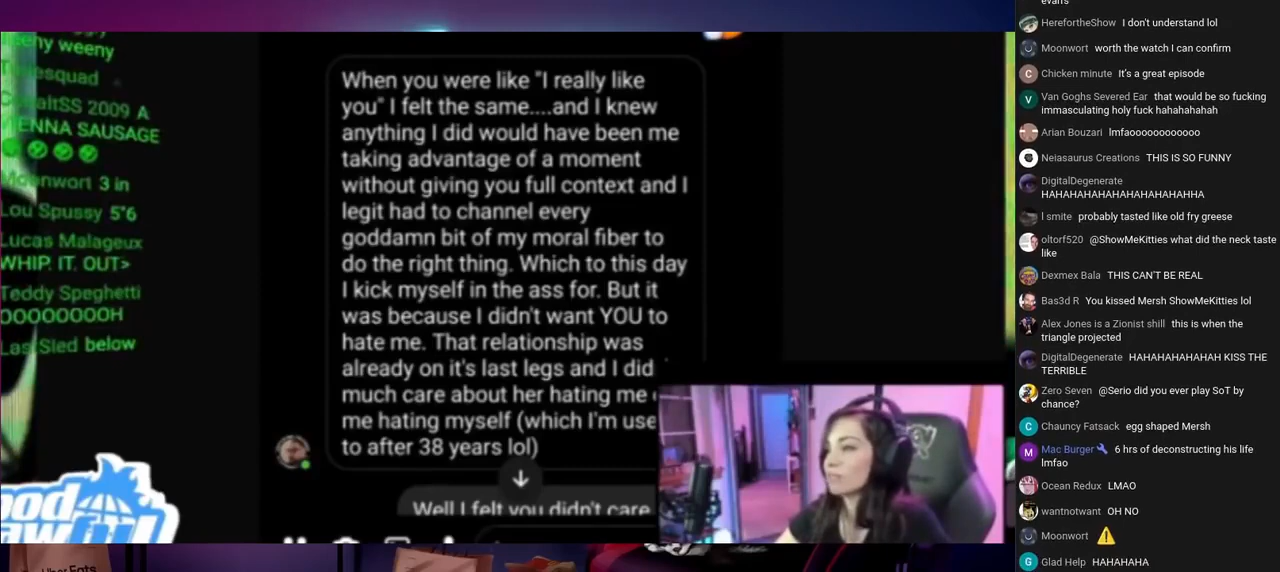 eeny weeny
2009 A
VIENNA SAUSAGE
Moonwort 3 in
Lou Spussy 5"6
Lucas Malageux
WHIP. IT. OUT>
Teddy Speghetti
OOOOOOOOH
Last Sled below
When you were like "I really like
you" I felt the same....and I knew
anything I did would have been me
taking advantage of a moment
without giving you full context and I
legit had to channel every
goddamn bit of my moral fiber to
do the right thing. Which to this day
I kick myself in the ass for. But it
was because I didn't want YOU to
hate me. That relationship was
already on it's last legs and I did
much care about her hating me
me hating myself (which I'm use
to after 38 years lol)
Well I felt you didn't care
Uber Eats
HerefortheShow I don't understand lol
Moonwort worth the watch I can confirm
Chicken minute It's a great episode
Van Goghs Severed Ear that would be so fucking
immasculating holy fuck hahahahahah
Arian Bouzari lmfaoooooooooooo
Neiasaurus Creations THIS IS SO FUNNY
DigitalDegenerate
HAHAHAHAHAHAHAHAHAHHA
l smite probably tasted like old fry greese
oltorf520 @ShowMeKitties what did the neck taste
like
Dexmex Bala THIS CAN'T BE REAL
Bas3d R You kissed Mersh ShowMeKitties lol
Alex Jones is a Zionist shill this is when the
triangle projected
DigitalDegenerate HAHAHAHAHAHAH KISS THE
TERRIBLE
Zero Seven @Serio did you ever play SoT by
chance?
Chauncy Fatsack egg shaped Mersh
Mac Burger 6 hrs of deconstructing his life
lmfao
Ocean Redux LMAO
wantnotwant OH NO
Moonwort
Glad Help HAHAHAHA